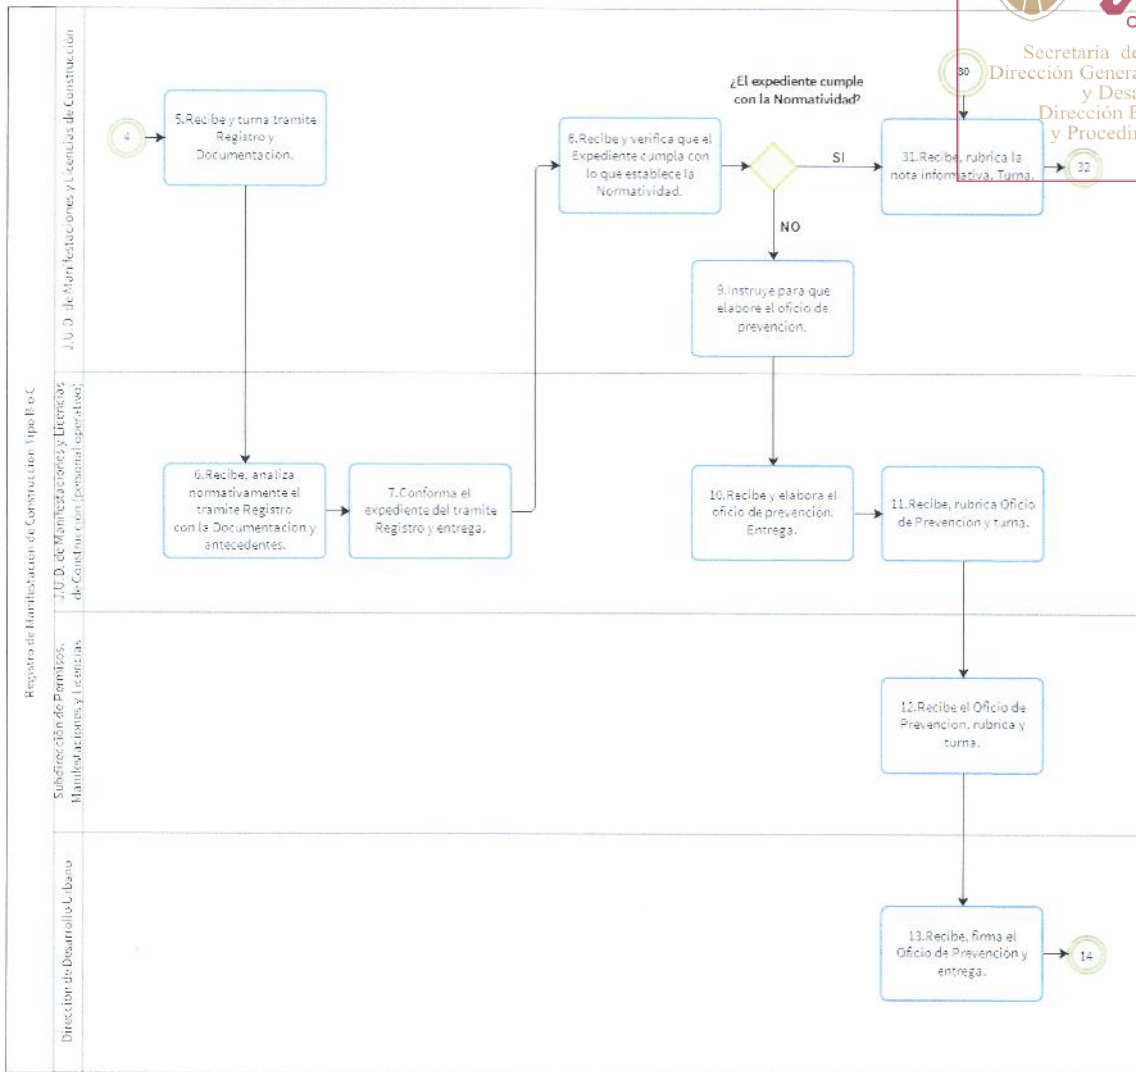 Registro de Manifestación de Construcción Tipo B o C
J.U.D. de Manifestaciones y Licencias de Construcción
4
5.Recibe y turna tramite
Registro y
Documentacion.
8.Recibe y verifica que el
Expediente cumpla con
lo que establece la
Normatividad.
¿El expediente cumple
con la Normatividad?
SI
NO
30
31.Recibe, rubrica la
nota informativa. Turna.
32
9.Instruye para que
elabore el oficio de
prevencion.
Secretaría de
Dirección Genera
y Desa
Dirección E
y Procedir
J.U.D. de Manifestaciones y Licencias
de Construccion (personal operativo)
6.Recibe, analiza
normativamente el
tramite Registro
con la Documentacion y
antecedentes.
7.Conforma el
expediente del tramite
Registro y entrega.
10.Recibe y elabora el
oficio de prevención.
Entrega.
11.Recibe, rubrica Oficio
de Prevencion y turna.
Subdirección de Permisos,
Manifestaciones y Licencias
12.Recibe el Oficio de
Prevencion, rubrica y
turna.
Direccion de Desarrollo Urbano
13.Recibe, firma el
Oficio de Prevención y
entrega.
14